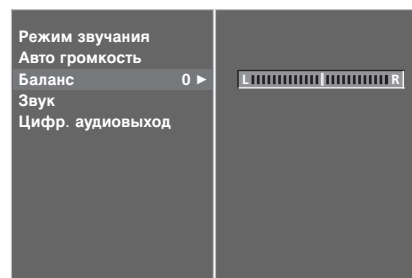 Режим звучания
Авто громкость
Баланс 0 ►
L R
Звук
Цифр. аудиовыход